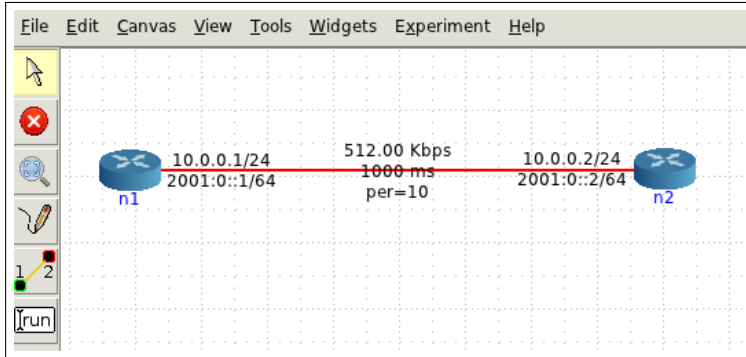 File Edit Canvas View Tools Widgets Experiment Help
10.0.0.1/24
2001:0::1/64
n1
512.00 Kbps
1000 ms
per=10
10.0.0.2/24
2001:0::2/64
n2
1 2
run